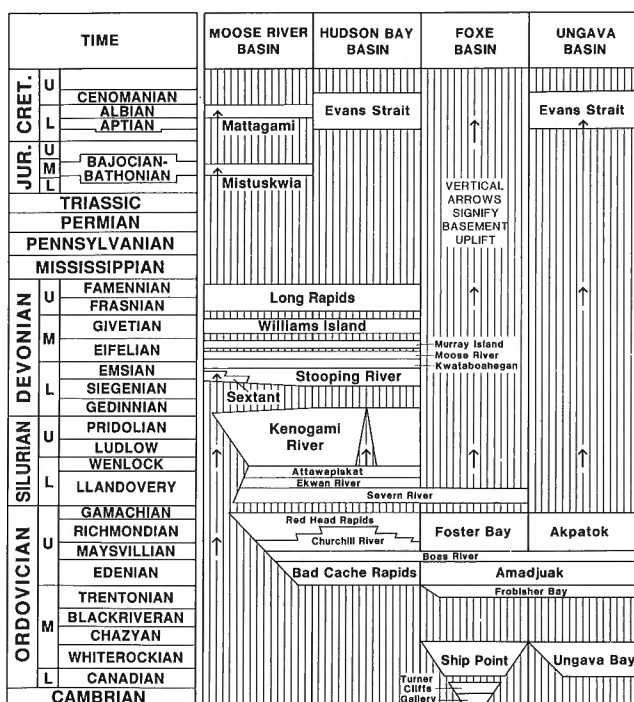 TIME
MOOSE RIVER
BASIN
HUDSON BAY
BASIN
FOXE
BASIN
UNGAVA
BASIN
CRET.
U
CENOMANIAN
L
ALBIAN
APTIAN
Evans Strait
Evans Strait
Mattagami
JUR.
U
M
L
BAJOCIAN-
BATHONIAN
Mistuskwia
TRIASSIC
PERMIAN
PENNSYLVANIAN
MISSISSIPPIAN
VERTICAL
ARROWS
SIGNIFY
BASEMENT
UPLIFT
DEVONIAN
U
FAMENNIAN
FRASNIAN
Long Rapids
M
GIVETIAN
Williams Island
EIFELIAN
Murray Island
Moose River
Kwataboahegan
L
EMSIAN
SIEGENIAN
GEDINNIAN
Stooping River
Sextant
SILURIAN
U
PRIDOLIAN
LUDLOW
Kenogami
River
L
WENLOCK
LLANDOVERY
Attawapiskat
Ekwan River
Severn River
ORDOVICIAN
U
GAMACHIAN
RICHMONDIAN
MAYSVILLIAN
EDENIAN
Red Head Rapids
Churchill River
Foster Bay
Akpatok
Boas River
Bad Cache Rapids
Amadjuak
M
TRENTONIAN
BLACKRIVERAN
CHAZYAN
WHITEROCKIAN
Frobisher Bay
Ship Point
Ungava Bay
L
CANADIAN
Turner
Cliffs
Gallery
CAMBRIAN